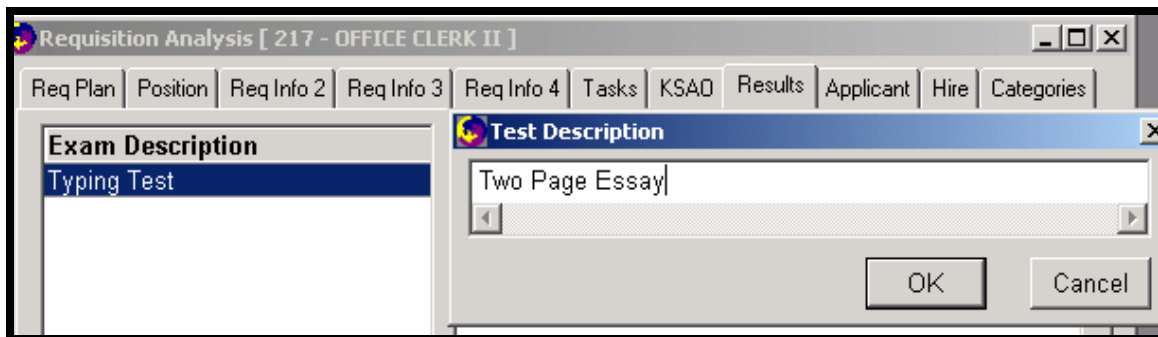 Requisition Analysis [ 217 - OFFICE CLERK II ]
Req Plan Position Req Info 2 Req Info 3 Req Info 4 Tasks KSAO Results Applicant Hire Categories
Exam Description
Typing Test
Test Description
Two Page Essay
OK Cancel